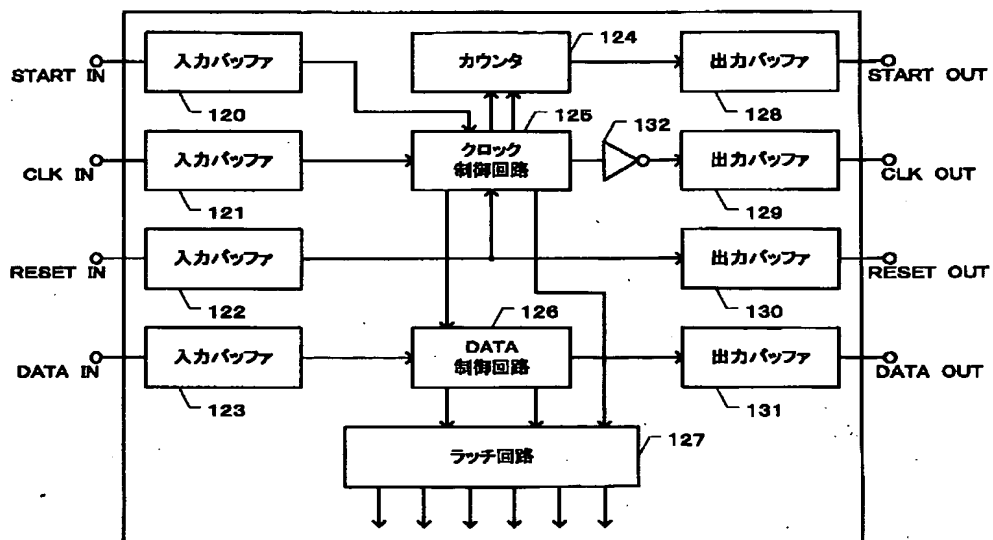 START IN
入力バッファ
120
カウンタ
124
出力バッファ
128
START OUT
CLK IN
入力バッファ
121
クロック
制御回路
125
132
出力バッファ
129
CLK OUT
RESET IN
入力バッファ
122
出力バッファ
130
RESET OUT
DATA IN
入力バッファ
123
DATA
制御回路
126
出力バッファ
131
DATA OUT
ラッチ回路
127